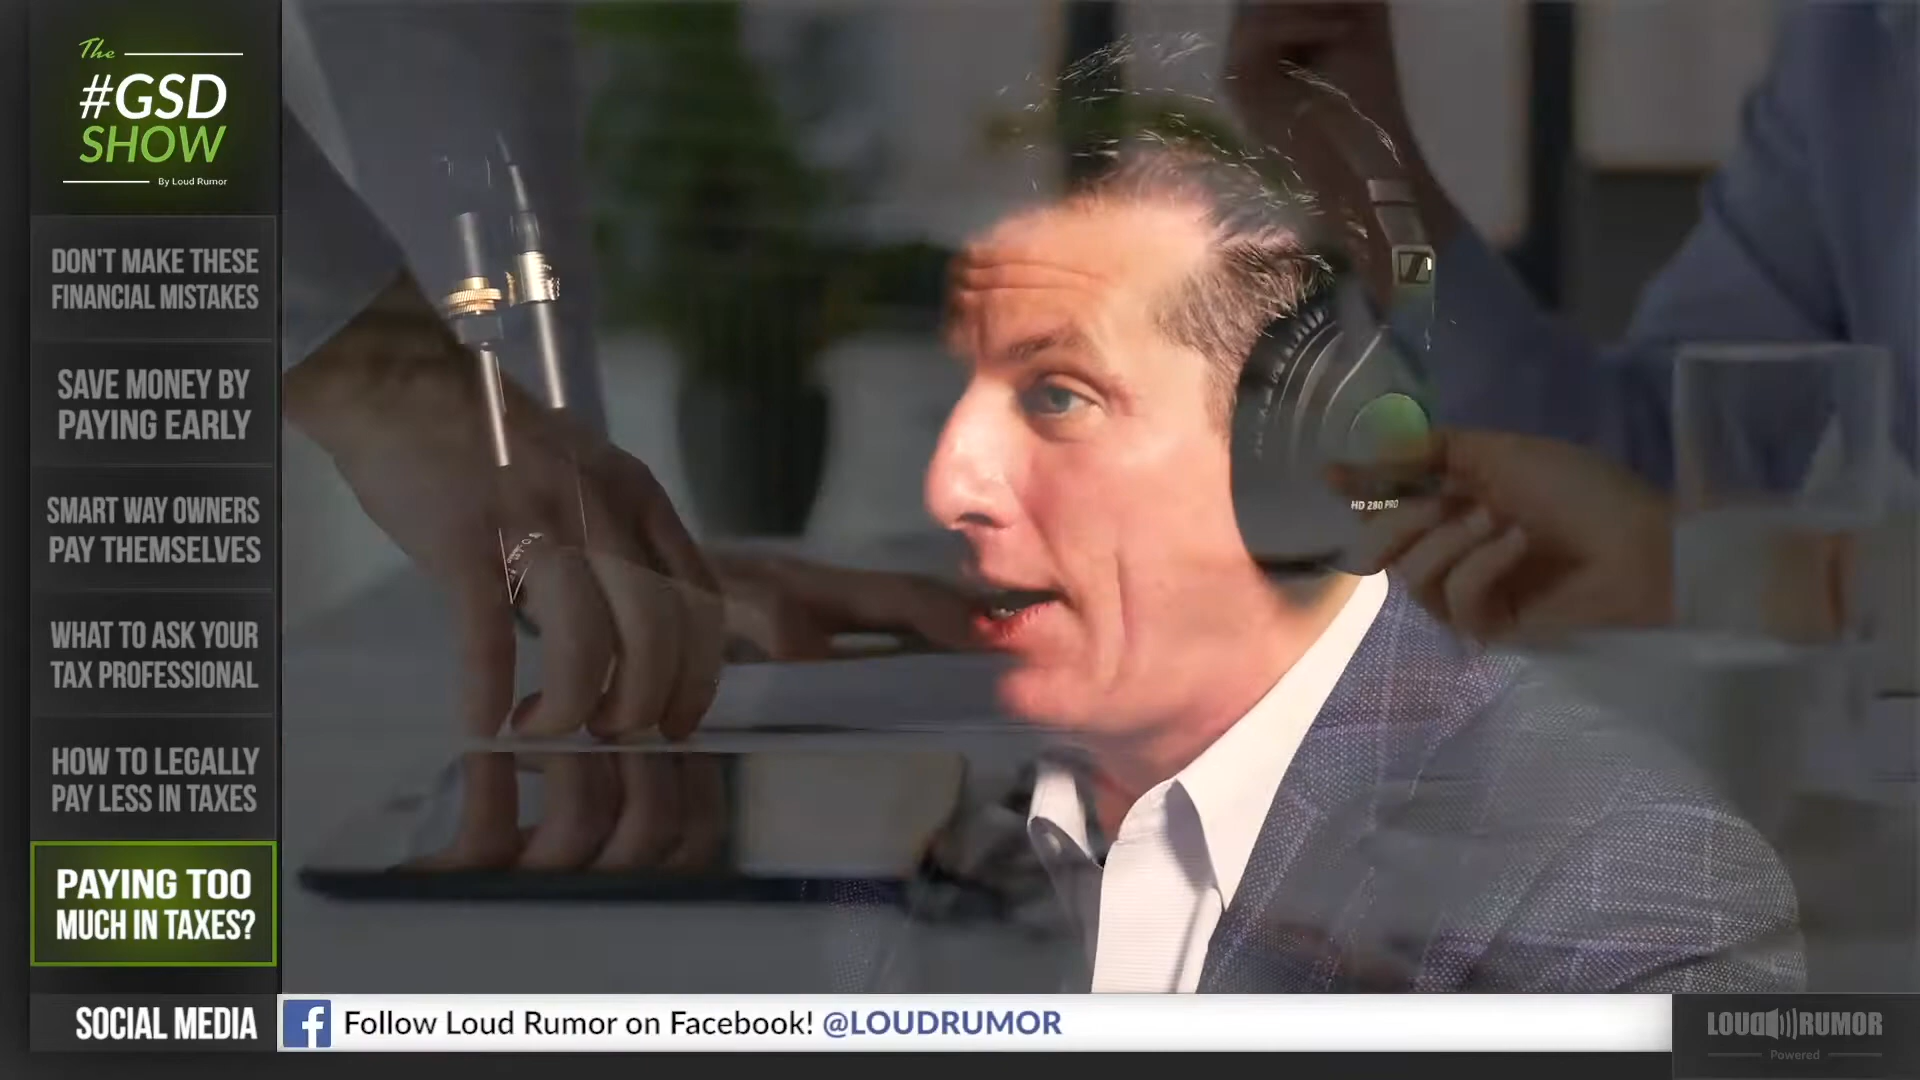 The
#GSD
SHOW
By Loud Rumor
DON'T MAKE THESE
FINANCIAL MISTAKES
SAVE MONEY BY
PAYING EARLY
SMART WAY OWNERS
PAY THEMSELVES
WHAT TO ASK YOUR
TAX PROFESSIONAL
HOW TO LEGALLY
PAY LESS IN TAXES
PAYING TOO
MUCH IN TAXES?
HD 280 PRO
SOCIAL MEDIA
Follow Loud Rumor on Facebook! @LOUDRUMOR
LOUD RUMOR
Powered